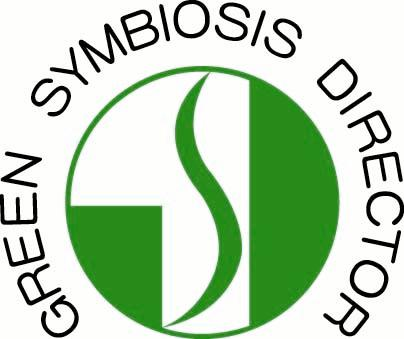 GREEN SYMBIOSIS DIRECTOR